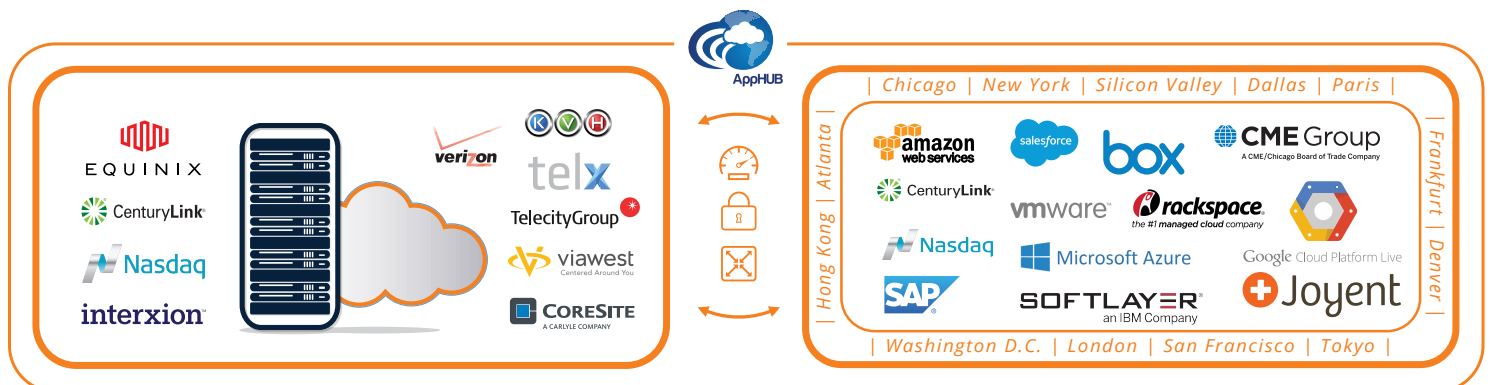 AppHUB
EQUINIX
CenturyLink®
Nasdaq
interxion™
verizon
KVH
telx
TelecityGroup
viawest
Centered Around You
CORESITE
A CARLYLE COMPANY
| Chicago | New York | Silicon Valley | Dallas | Paris |
| Hong Kong | Atlanta |
amazon
web services
salesforce
box
CME Group
A CME/Chicago Board of Trade Company
CenturyLink®
vmware™
rackspace®
the #1 managed cloud company
Nasdaq
Microsoft Azure
Google Cloud Platform Live
SAP®
SOFTLAYER®
an IBM Company
Joyent
| Frankfurt | Denver |
| Washington D.C. | London | San Francisco | Tokyo |